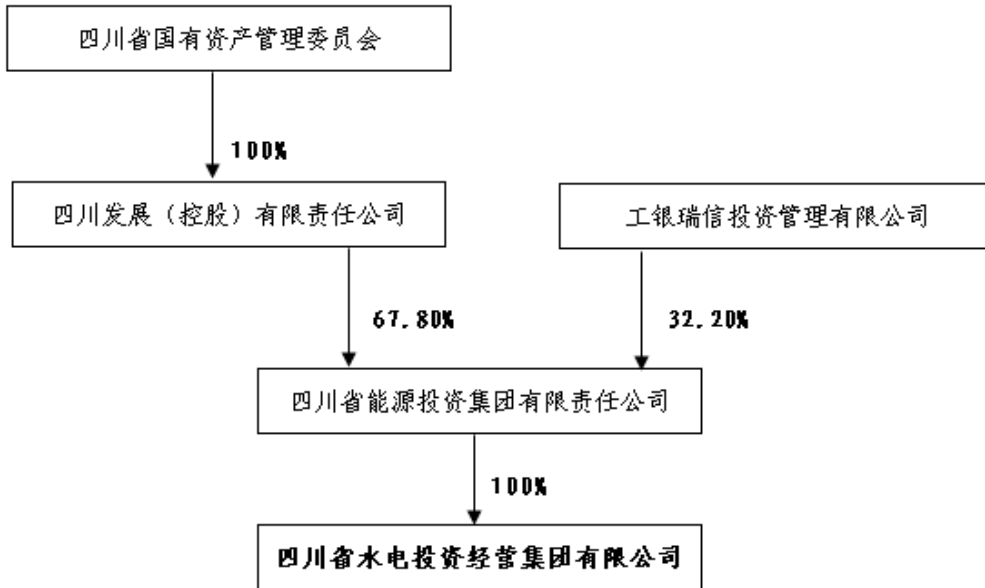 四川省国有资产管理委员会
100%
四川发展（控股）有限责任公司
工银瑞信投资管理有限公司
67.80%
32.20%
四川省能源投资集团有限责任公司
100%
四川省水电投资经营集团有限公司